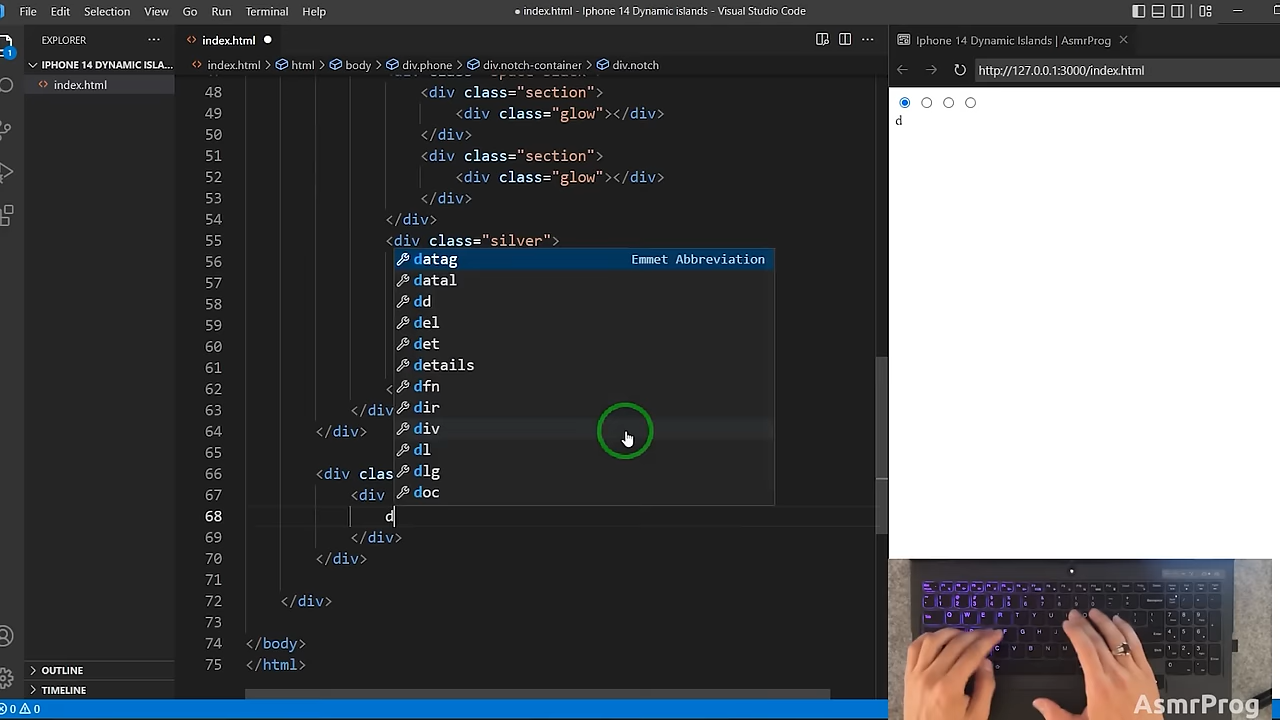 File Edit Selection View Go Run Terminal Help
● index.html - Iphone 14 Dynamic islands - Visual Studio Code
EXPLORER ···
IPHONE 14 DYNAMIC ISLA...
<> index.html
1
<> index.html ●
<> index.html > html > body > div.phone > div.notch-container > div.notch
48 <div class="section">
49 <div class="glow"></div>
50 </div>
51 <div class="section">
52 <div class="glow"></div>
53 </div>
54 </div>
55 <div class="silver">
56
57
58
59
60
61
62 <
63 </div
64 </div>
65
66 <div clas
67 <div
68 d
69 </div>
70 </div>
71
72 </div>
73
74 </body>
75 </html>
datag Emmet Abbreviation
datal
dd
del
det
details
dfn
dir
div
dl
dlg
doc
OUTLINE
TIMELINE
0 0
Iphone 14 Dynamic Islands | AsmrProg
http://127.0.0.1:3000/index.html
d
AsmrProg